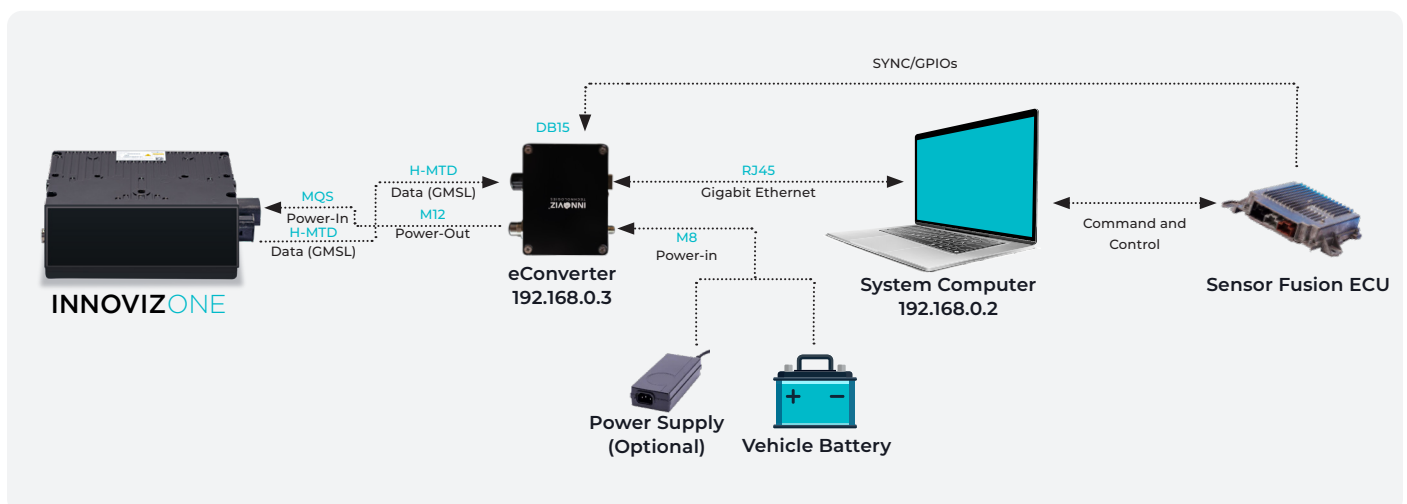 SYNC/GPIOs
DB15
H-MTD
Data (GMSL)
RJ45
Gigabit Ethernet
MQS
Power-In
H-MTD
Data (GMSL)
M12
Power-Out
INNOVIZ
TECHNOLOGIES
M8
Power-in
Command and
Control
INNOVIZONE
eConverter
192.168.0.3
System Computer
192.168.0.2
Sensor Fusion ECU
Power Supply
(Optional)
+ −
Vehicle Battery